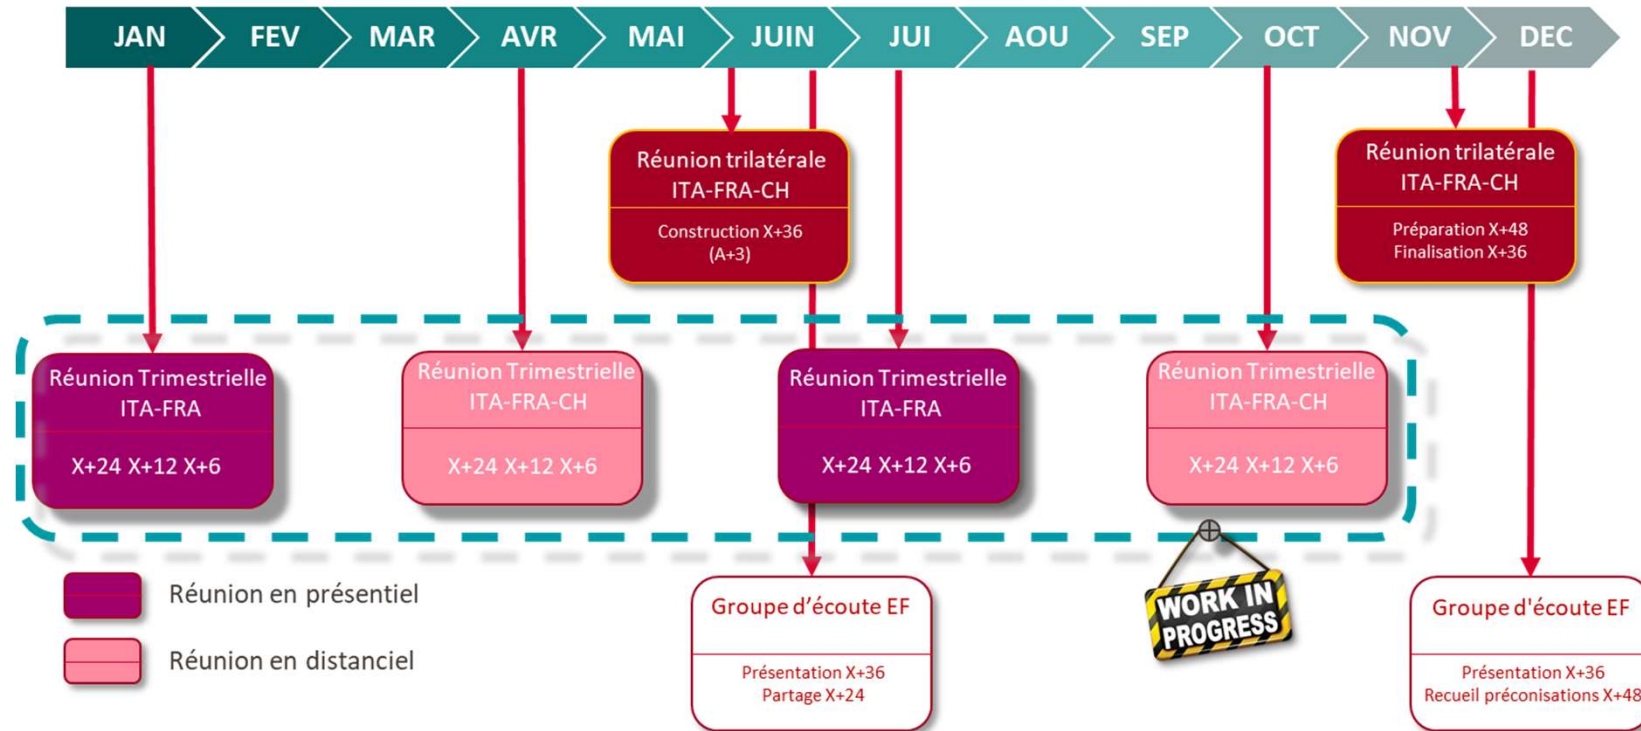 JAN FEV MAR AVR MAI JUIN JUI AOU SEP OCT NOV DEC
Réunion trilatérale
ITA-FRA-CH
Construction X+36
(A+3)
Réunion trilatérale
ITA-FRA-CH
Préparation X+48
Finalisation X+36
Réunion Trimestrielle
ITA-FRA
X+24 X+12 X+6
Réunion Trimestrielle
ITA-FRA-CH
X+24 X+12 X+6
Réunion Trimestrielle
ITA-FRA
X+24 X+12 X+6
Réunion Trimestrielle
ITA-FRA-CH
X+24 X+12 X+6
Réunion en présentiel
Réunion en distanciel
Groupe d’écoute EF
Présentation X+36
Partage X+24
WORK IN
PROGRESS
Groupe d'écoute EF
Présentation X+36
Recueil préconisations X+48